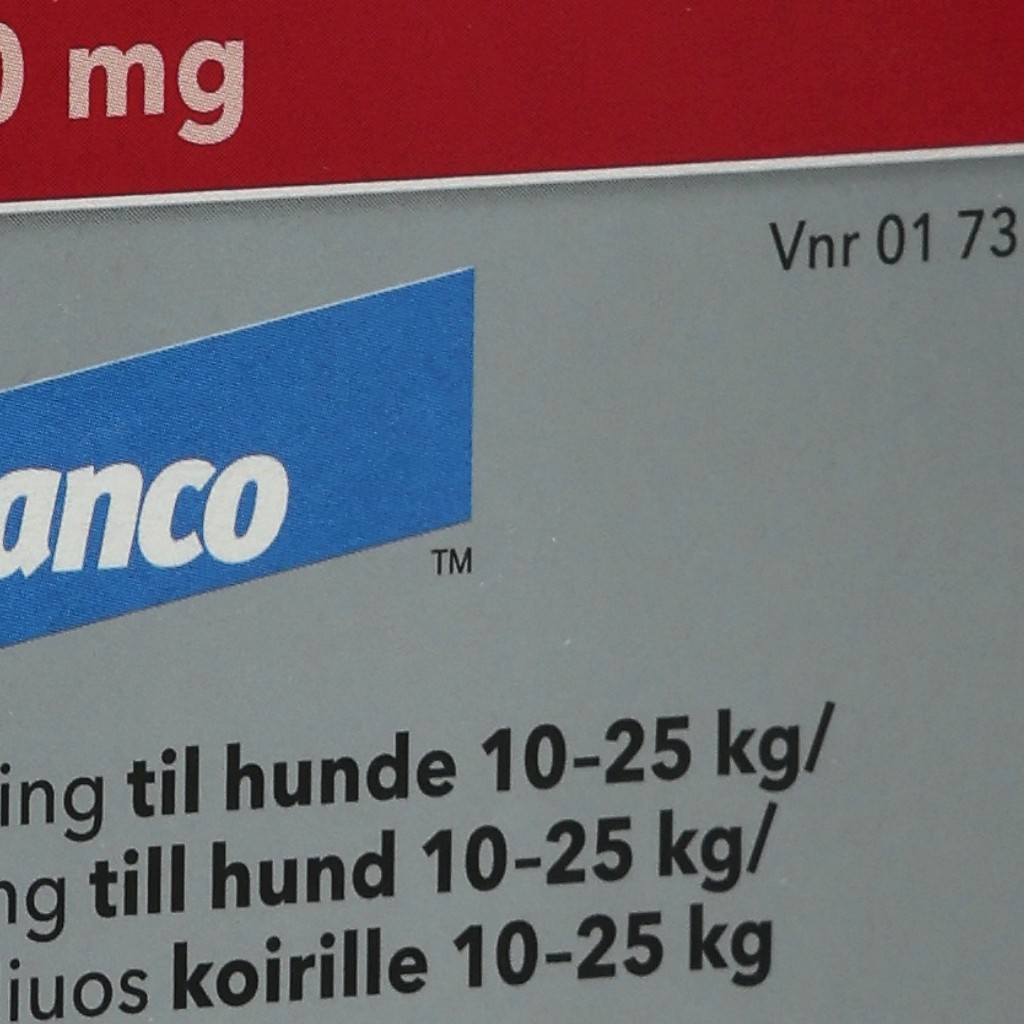 0 mg
Vnr 01 73
anco
TM
ing til hunde 10-25 kg/
ng till hund 10-25 kg/
iuos koirille 10-25 kg